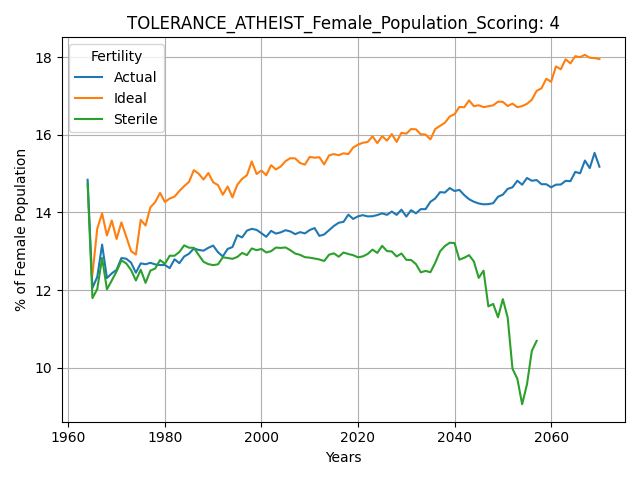 TOLERANCE_ATHEIST_Female_Population_Scoring: 4
Fertility
Actual
Ideal
Sterile
% of Female Population
18
16
14
12
10
1960 1980 2000 2020 2040 2060
Years